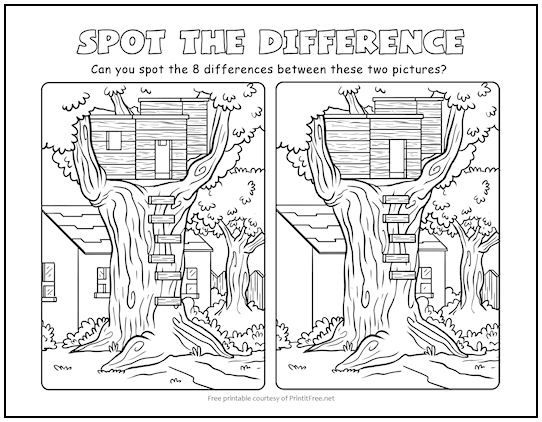 SPOT THE DIFFERENCE
Can you spot the 8 differences between these two pictures?
Free printable courtesy of PrintitFree.net